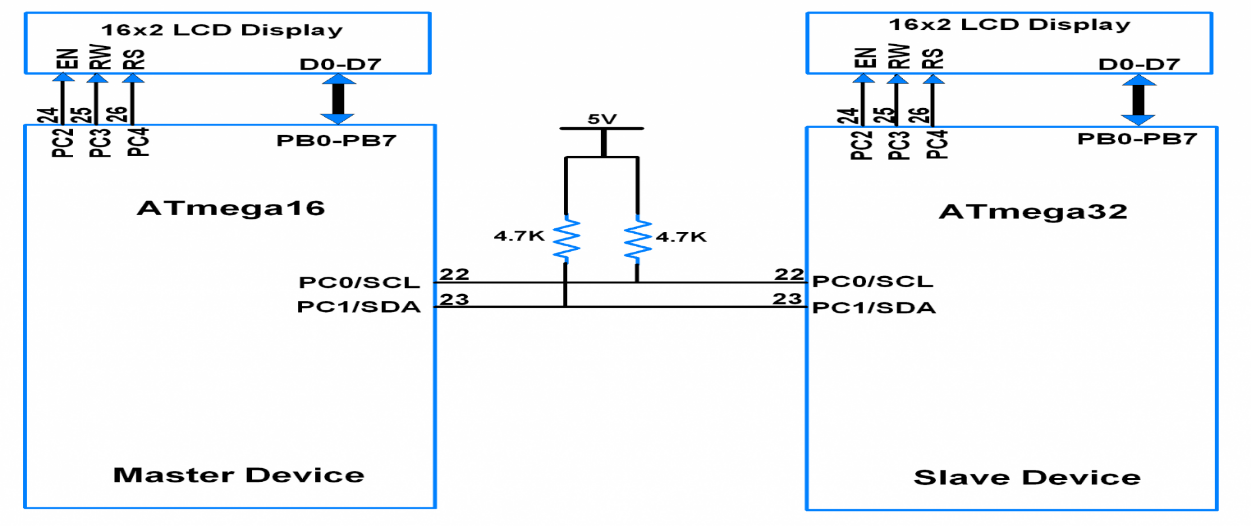 16x2 LCD Display
EN RW RS D0-D7
24 25 26
PC2 PC3 PC4 PB0-PB7
ATmega16
PC0/SCL 22
PC1/SDA 23
Master Device
5V
4.7K 4.7K
16x2 LCD Display
EN RW RS D0-D7
24 25 26
PC2 PC3 PC4 PB0-PB7
ATmega32
22 PC0/SCL
23 PC1/SDA
Slave Device